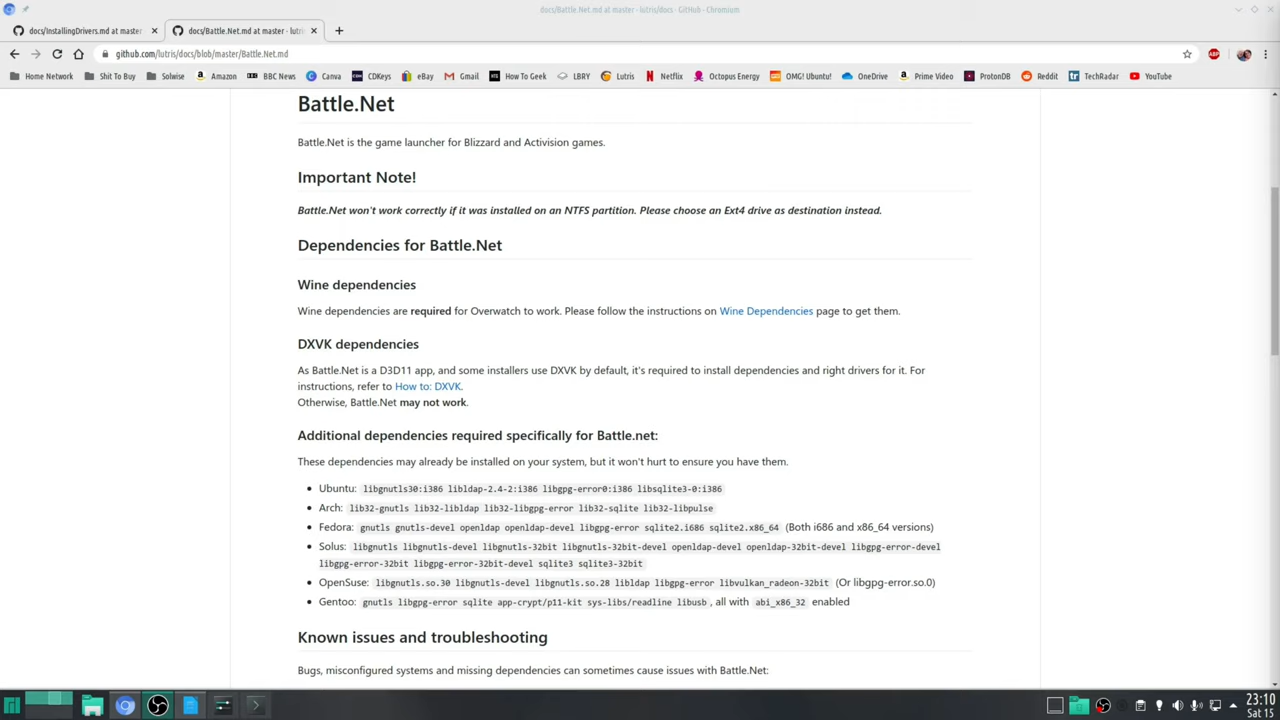 docs/Battle.Net.md at master · lutris/docs · GitHub - Chromium
docs/InstallingDrivers.md at master
docs/Battle.Net.md at master · lutri
github.com/lutris/docs/blob/master/Battle.Net.md
Home Network
Shit To Buy
Solwise
Amazon
BBC News
Canva
CDKeys
eBay
Gmail
How To Geek
LBRY
Lutris
Netflix
Octopus Energy
OMG! Ubuntu!
OneDrive
Prime Video
ProtonDB
Reddit
TechRadar
YouTube
Battle.Net
Battle.Net is the game launcher for Blizzard and Activision games.
Important Note!
Battle.Net won't work correctly if it was installed on an NTFS partition. Please choose an Ext4 drive as destination instead.
Dependencies for Battle.Net
Wine dependencies
Wine dependencies are required for Overwatch to work. Please follow the instructions on Wine Dependencies page to get them.
DXVK dependencies
As Battle.Net is a D3D11 app, and some installers use DXVK by default, it's required to install dependencies and right drivers for it. For
instructions, refer to How to: DXVK.
Otherwise, Battle.Net may not work.
Additional dependencies required specifically for Battle.net:
These dependencies may already be installed on your system, but it won't hurt to ensure you have them.
Ubuntu: libgnutls30:i386 libldap-2.4-2:i386 libgpg-error0:i386 libsqlite3-0:i386
Arch: lib32-gnutls lib32-libldap lib32-libgpg-error lib32-sqlite lib32-libpulse
Fedora: gnutls gnutls-devel openldap openldap-devel libgpg-error sqlite2.i686 sqlite2.x86_64 (Both i686 and x86_64 versions)
Solus: libgnutls libgnutls-devel libgnutls-32bit libgnutls-32bit-devel openldap-devel openldap-32bit-devel libgpg-error-devel
libgpg-error-32bit libgpg-error-32bit-devel sqlite3 sqlite3-32bit
OpenSuse: libgnutls.so.30 libgnutls-devel libgnutls.so.28 libldap libgpg-error libvulkan_radeon-32bit (Or libgpg-error.so.0)
Gentoo: gnutls libgpg-error sqlite app-crypt/p11-kit sys-libs/readline libusb, all with abi_x86_32 enabled
Known issues and troubleshooting
Bugs, misconfigured systems and missing dependencies can sometimes cause issues with Battle.Net:
23:10
Sat 15